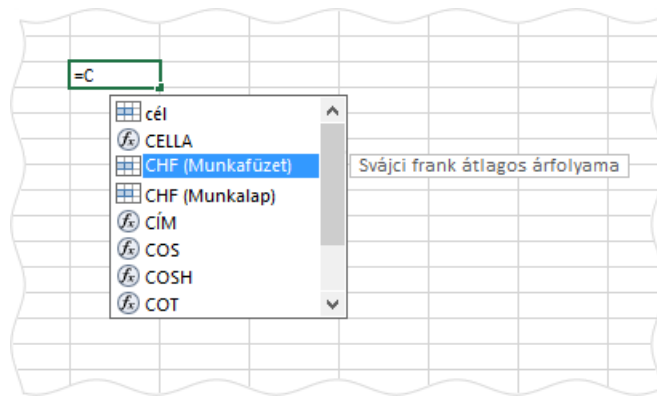 =C
cél
CELLA
CHF (Munkafüzet)
Svájci frank átlagos árfolyama
CHF (Munkalap)
CÍM
COS
COSH
COT